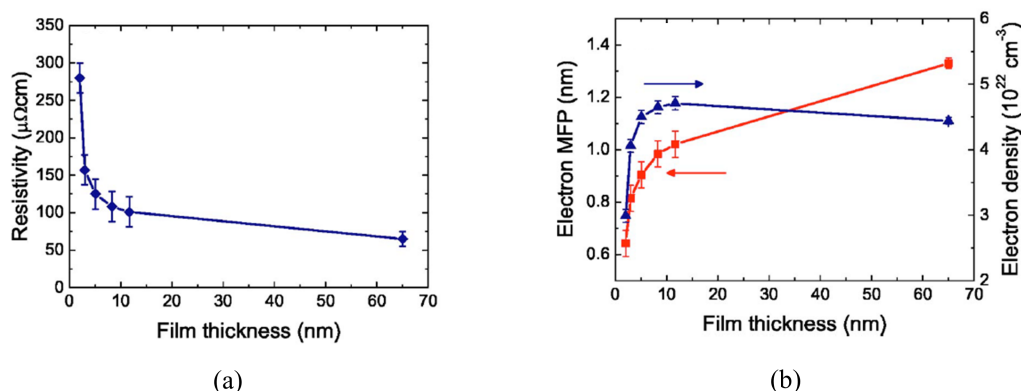 350
300
250
200
150
100
50
0
0 10 20 30 40 50 60 70
Resistivity (μΩcm)
Film thickness (nm)
(a)
1.4
1.2
1.0
0.8
0.6
0 10 20 30 40 50 60 70
6
5
4
3
2
Electron MFP (nm)
Electron density (10²² cm⁻³)
Film thickness (nm)
(b)